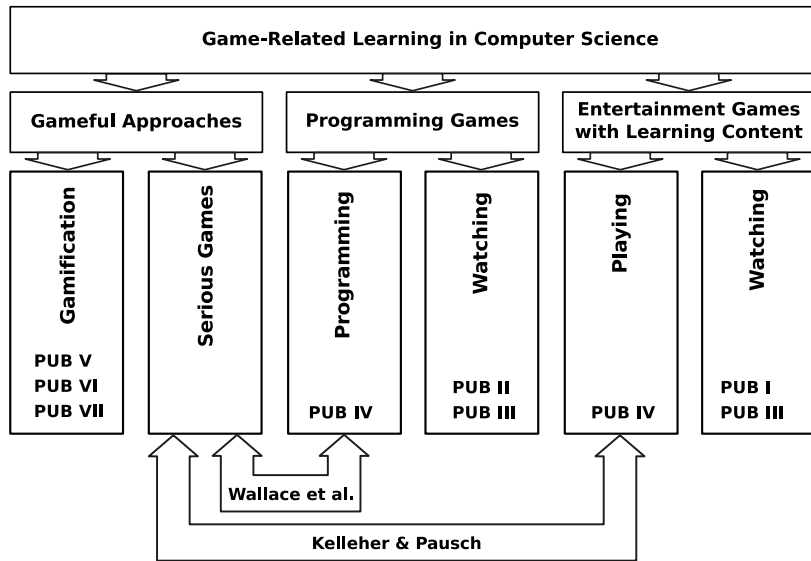 Game-Related Learning in Computer Science
Gameful Approaches
Programming Games
Entertainment Games
with Learning Content
Gamification
PUB V
PUB VI
PUB VII
Serious Games
Programming
PUB IV
Watching
PUB II
PUB III
Playing
PUB IV
Watching
PUB I
PUB III
Wallace et al.
Kelleher & Pausch